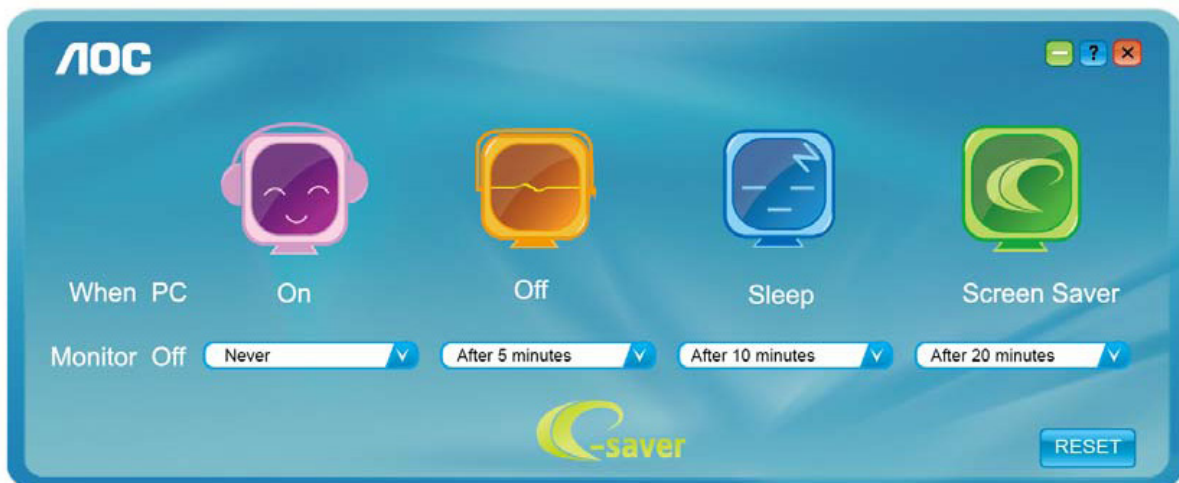 AOC
?
When PC On Off Sleep Screen Saver
Monitor Off Never After 5 minutes After 10 minutes After 20 minutes
e-saver
RESET